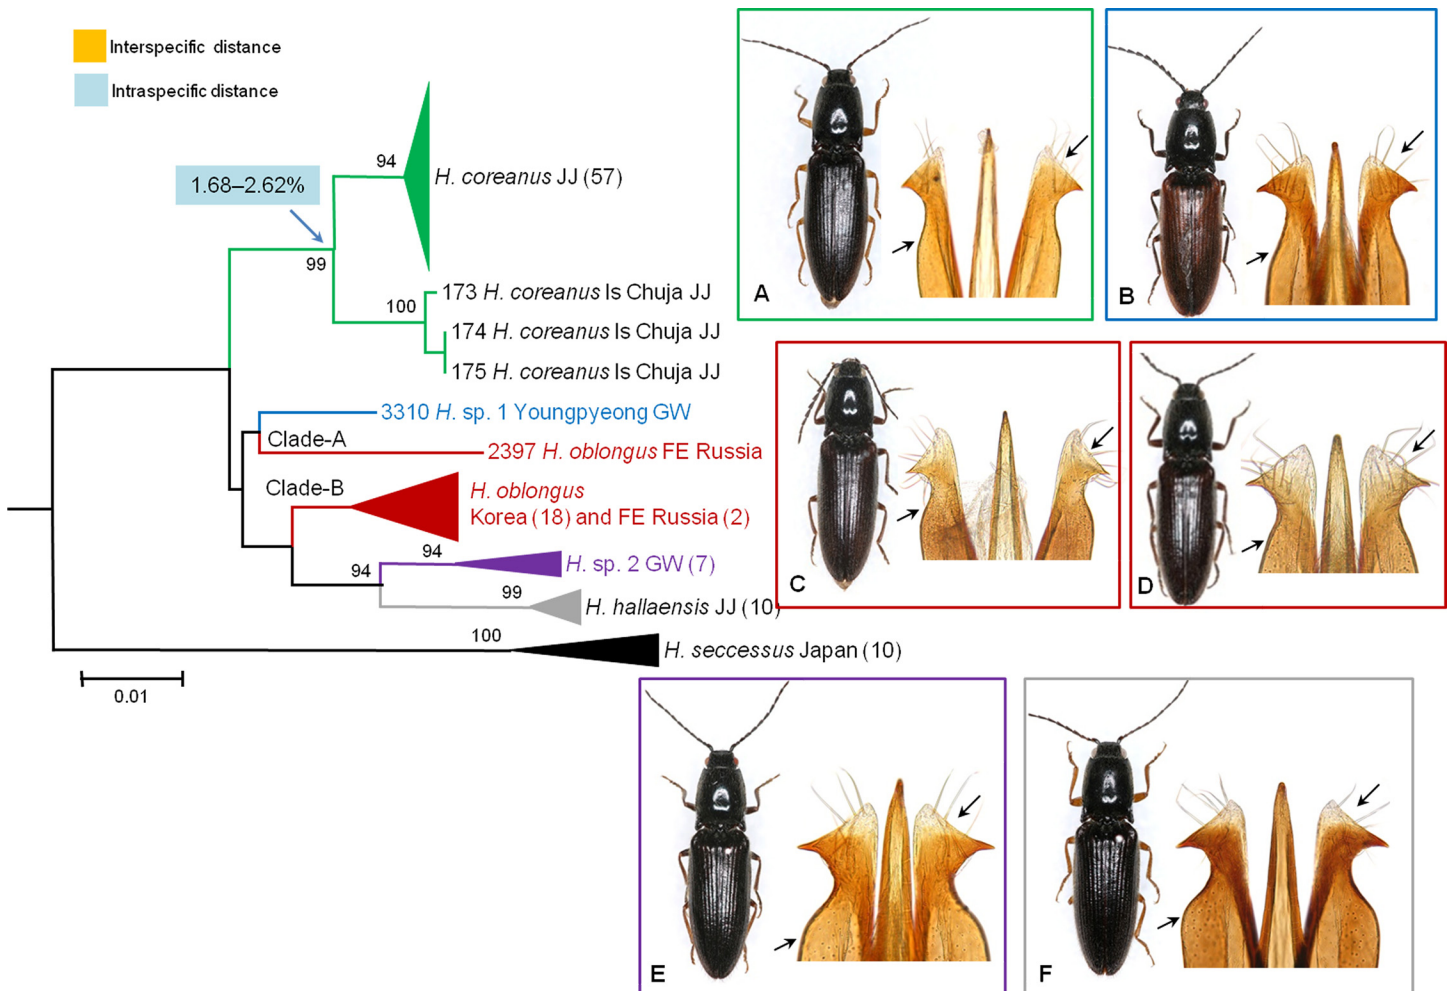 Interspecific distance
Intraspecific distance
1.68–2.62%
94
H. coreanus JJ (57)
99
100
173 H. coreanus Is Chuja JJ
174 H. coreanus Is Chuja JJ
175 H. coreanus Is Chuja JJ
3310 H. sp. 1 Youngpyeong GW
Clade-A
2397 H. oblongus FE Russia
Clade-B
H. oblongus
Korea (18) and FE Russia (2)
94
94
H. sp. 2 GW (7)
99
H. hallaensis JJ (10)
100
H. seccessus Japan (10)
0.01
A
B
C
D
E
F